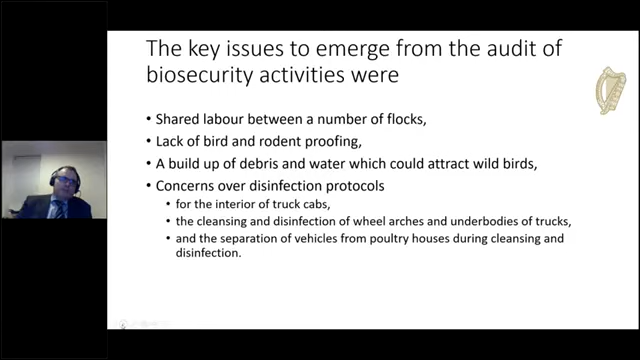 The key issues to emerge from the audit of
biosecurity activities were
• Shared labour between a number of flocks,
• Lack of bird and rodent proofing,
• A build up of debris and water which could attract wild birds,
• Concerns over disinfection protocols
• for the interior of truck cabs,
• the cleansing and disinfection of wheel arches and underbodies of trucks,
• and the separation of vehicles from poultry houses during cleansing and
disinfection.